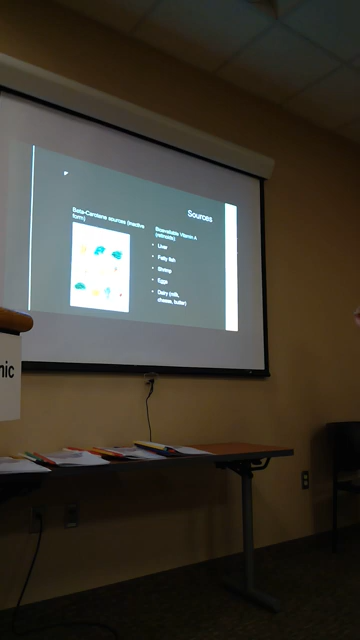 Sources
Beta-Carotene sources (inactive
form)
Bioavailable Vitamin A
(retinoids):
• Liver
• Fatty fish
• Shrimp
• Eggs
• Dairy (milk,
cheese, butter)
nic